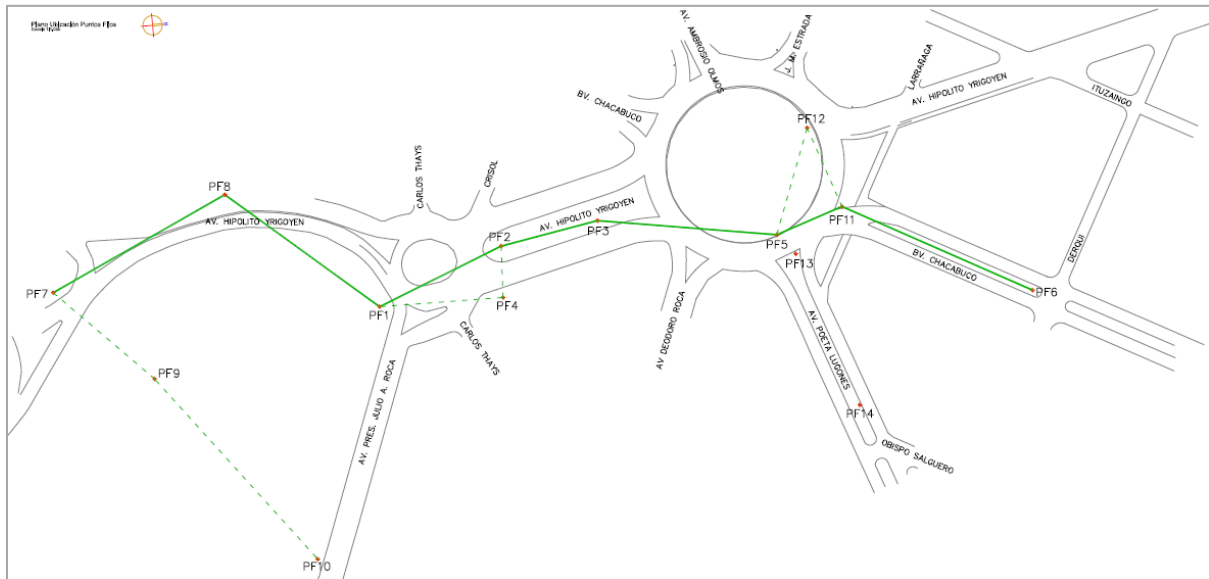 Plano Ubicación Puntos Fijos
AV. AMBROSIO OLMOS
J. M. ESTRADA
LARRAÑAGA
AV. HIPOLITO YRIGOYEN
ITUZAINGO
BV. CHACABUCO
PF12
CARLOS THAYS
CRISOL
PF8
AV. HIPOLITO YRIGOYEN
AV. HIPOLITO YRIGOYEN
PF2
PF3
PF11
PF5
PF13
BV. CHACABUCO
DERQUI
PF7
PF1
PF4
PF6
CARLOS THAYS
AV DEODORO ROCA
AV. POETA LUGONES
PF9
AV. PRES. JULIO A. ROCA
PF14
OBISPO SALGUERO
PF10